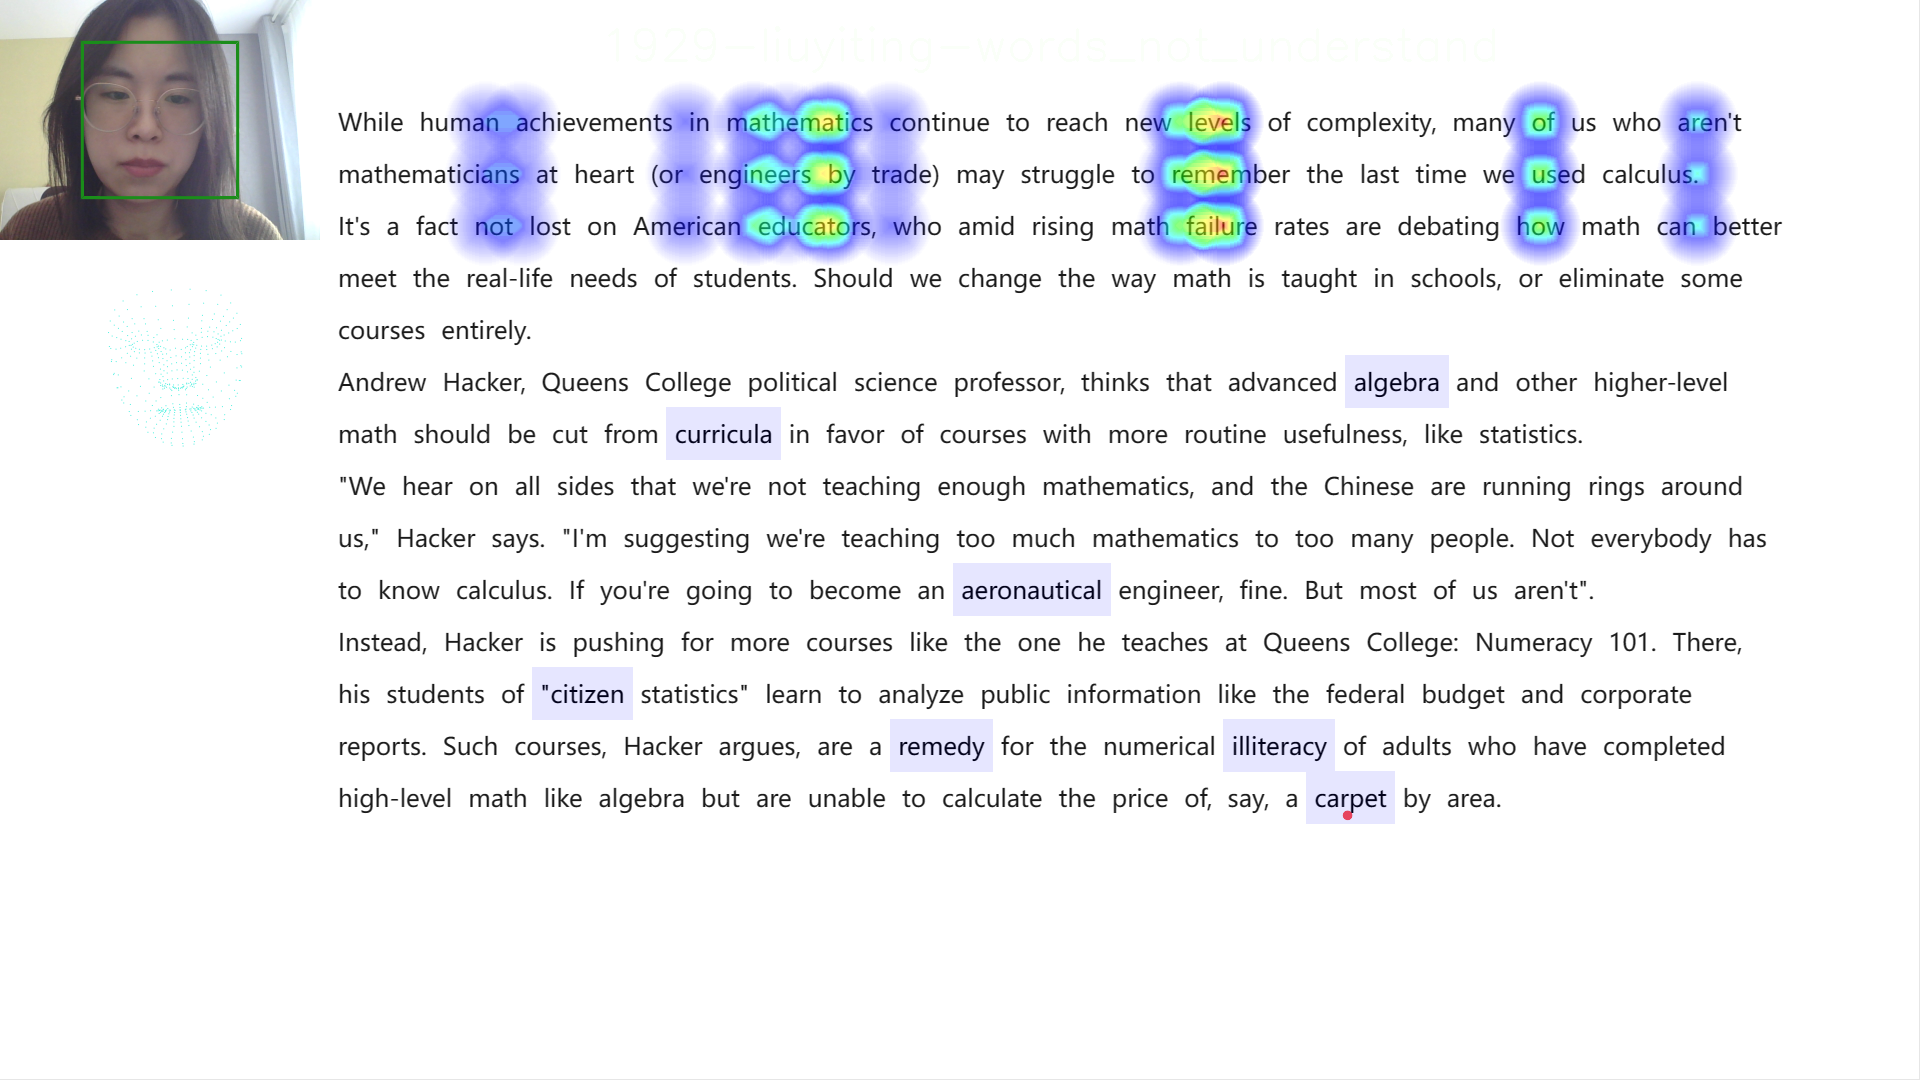 1929-liuyiting-words_not_understand
While human achievements in mathematics continue to reach new levels of complexity, many of us who aren't
mathematicians at heart (or engineers by trade) may struggle to remember the last time we used calculus.
It's a fact not lost on American educators, who amid rising math failure rates are debating how math can better
meet the real-life needs of students. Should we change the way math is taught in schools, or eliminate some
courses entirely.
Andrew Hacker, Queens College political science professor, thinks that advanced algebra and other higher-level
math should be cut from curricula in favor of courses with more routine usefulness, like statistics.
"We hear on all sides that we're not teaching enough mathematics, and the Chinese are running rings around
us," Hacker says. "I'm suggesting we're teaching too much mathematics to too many people. Not everybody has
to know calculus. If you're going to become an aeronautical engineer, fine. But most of us aren't".
Instead, Hacker is pushing for more courses like the one he teaches at Queens College: Numeracy 101. There,
his students of "citizen statistics" learn to analyze public information like the federal budget and corporate
reports. Such courses, Hacker argues, are a remedy for the numerical illiteracy of adults who have completed
high-level math like algebra but are unable to calculate the price of, say, a carpet by area.